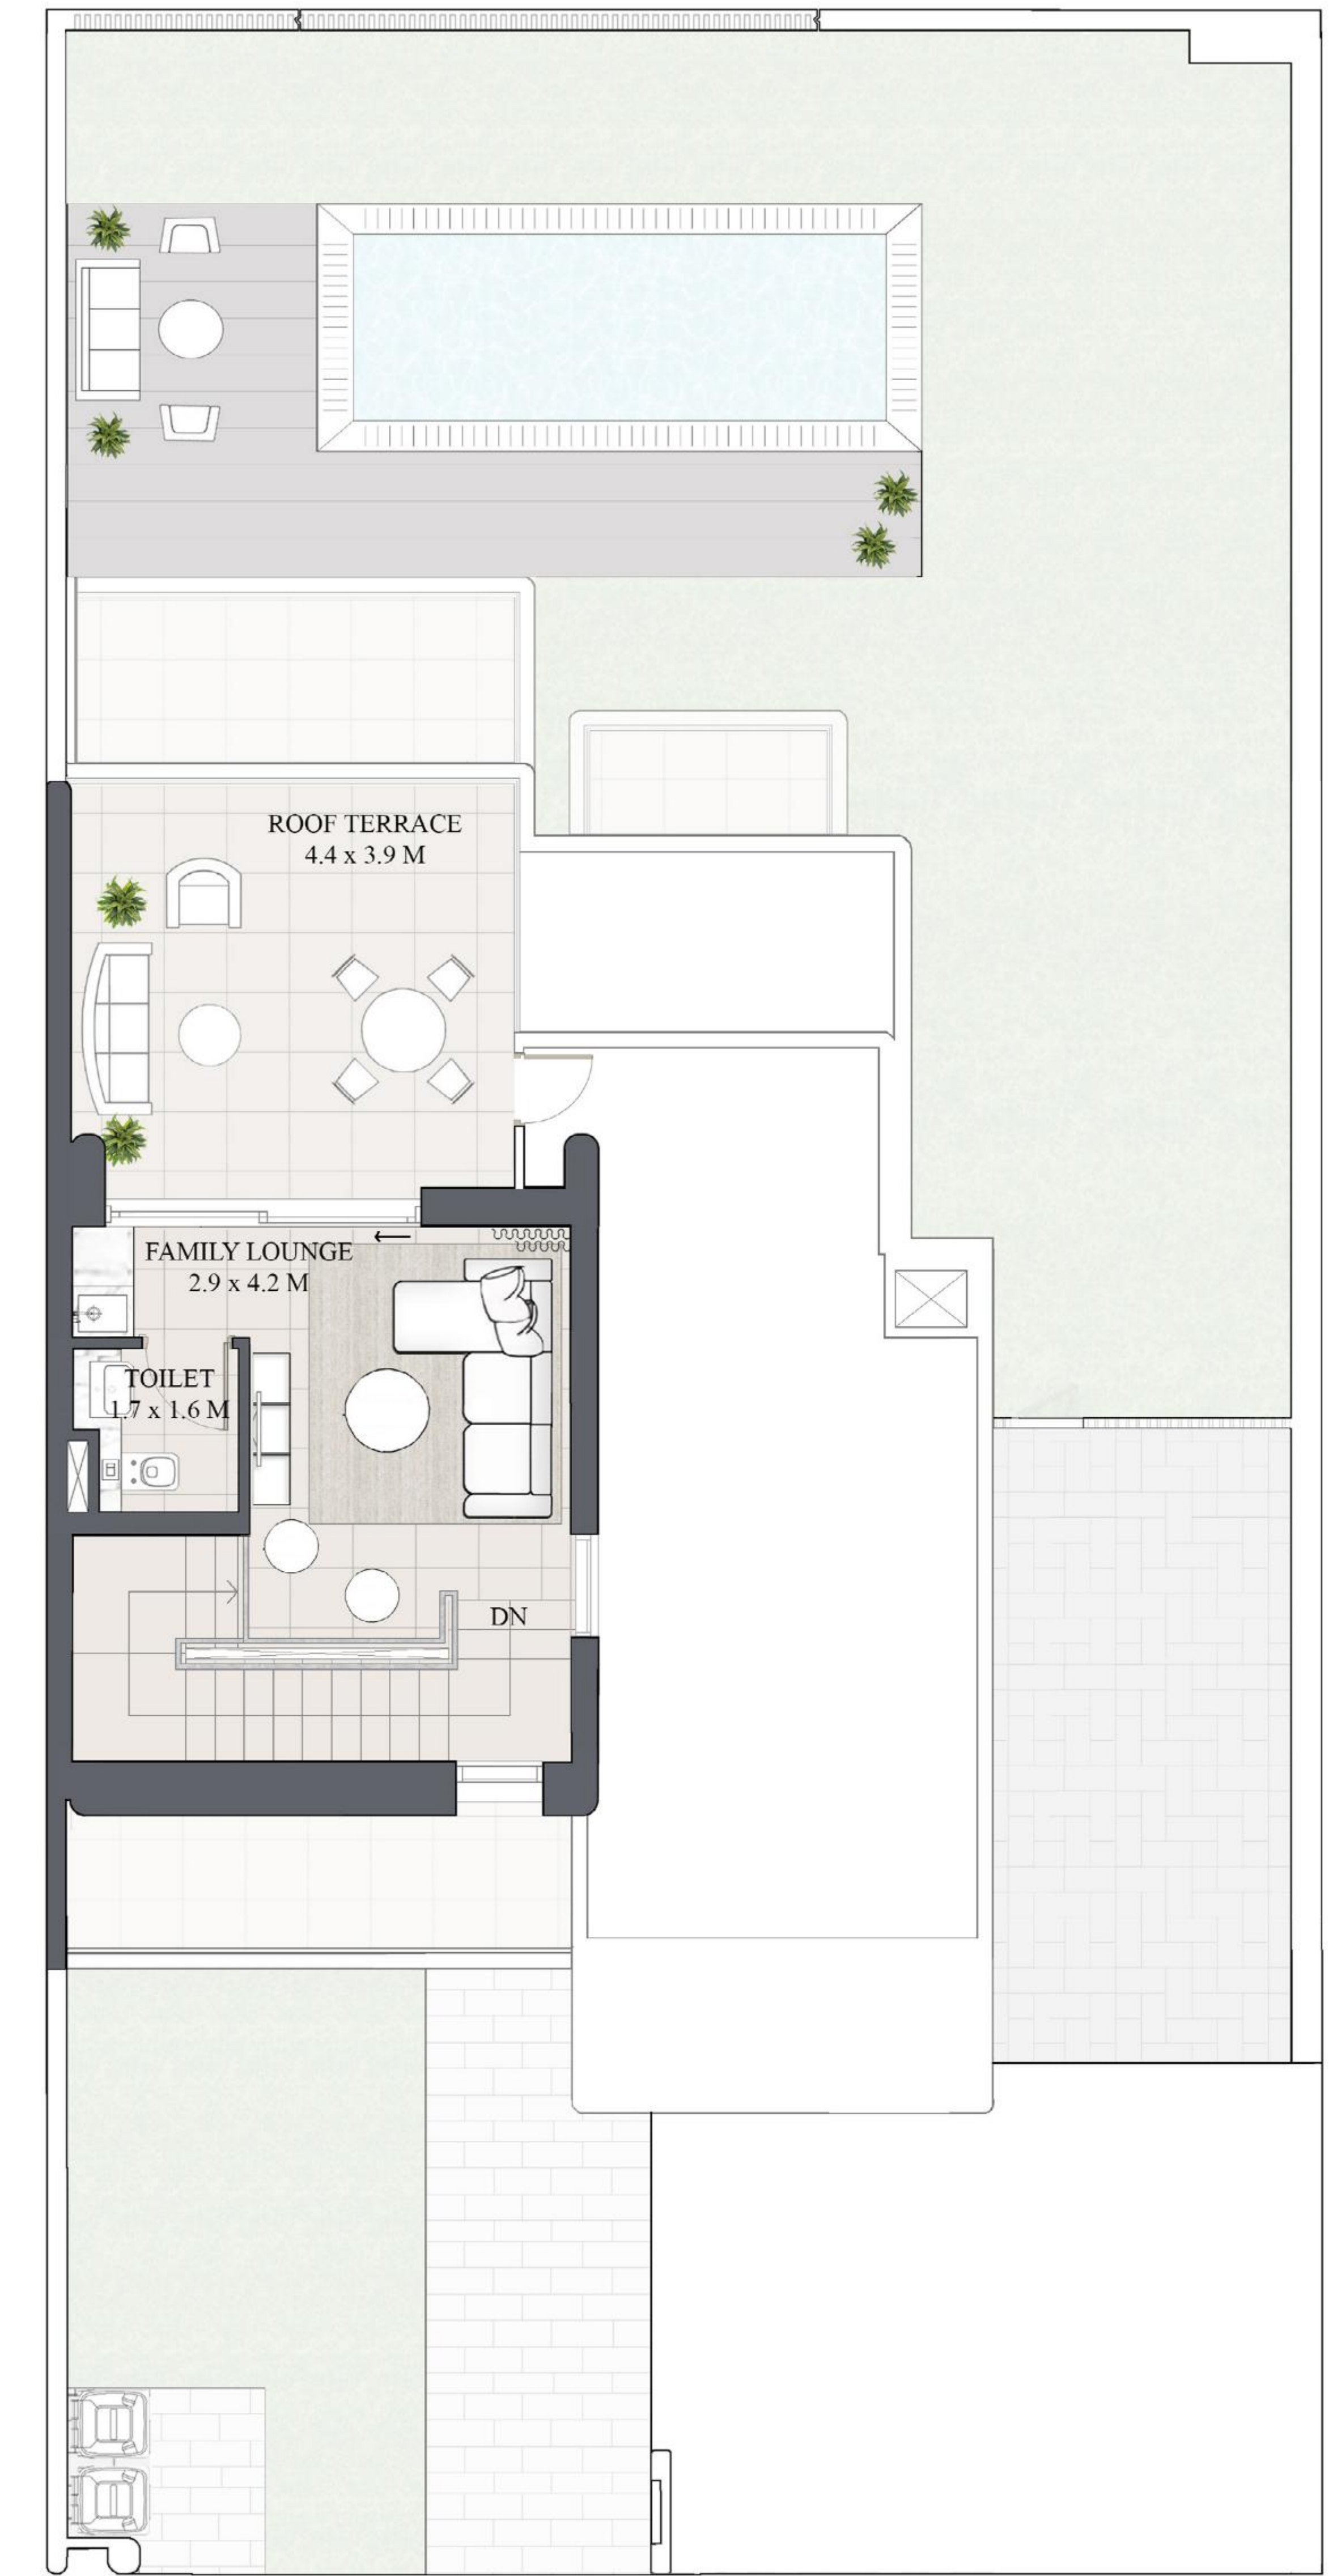 ROOF TERRACE
4.4 x 3.9 M
FAMILY LOUNGE
2.9 x 4.2 M
TOILET
1.7 x 1.6 M
DN